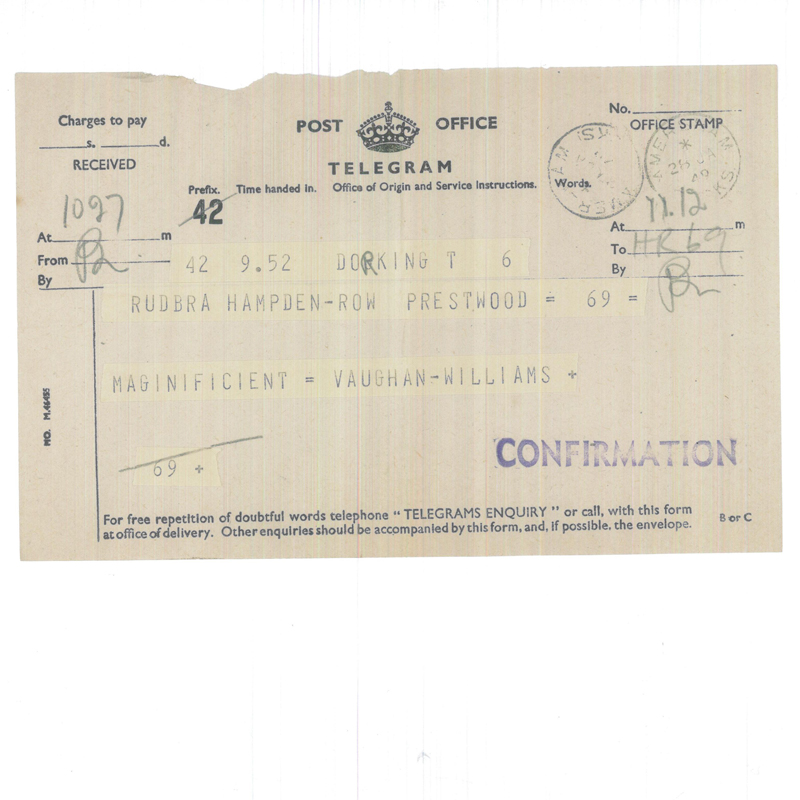 Charges to pay
s. d.
RECEIVED
POST OFFICE
TELEGRAM
No.
OFFICE STAMP
Prefix. Time handed in. Office of Origin and Service Instructions. Words.
42
1027
At m
From
By
11.12
At m
To HR 69
By
42 9.52 DORKING T 6
RUDBRA HAMPDEN-ROW PRESTWOOD = 69 =
MAGINIFICIENT = VAUGHAN-WILLIAMS +
69 +
CONFIRMATION
For free repetition of doubtful words telephone "TELEGRAMS ENQUIRY" or call, with this form
at office of delivery. Other enquiries should be accompanied by this form, and, if possible, the envelope.
B or C